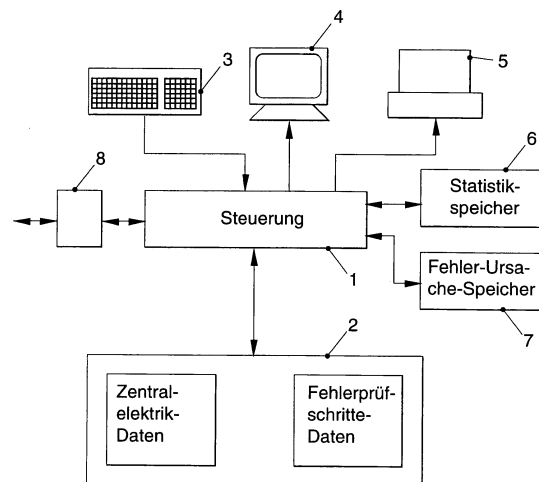 4
5
3
8
6
Statistik-
speicher
Steuerung
1
Fehler-Ursa-
che-Speicher
7
2
Zentral-
elektrik-
Daten
Fehlerprüf-
schritte-
Daten